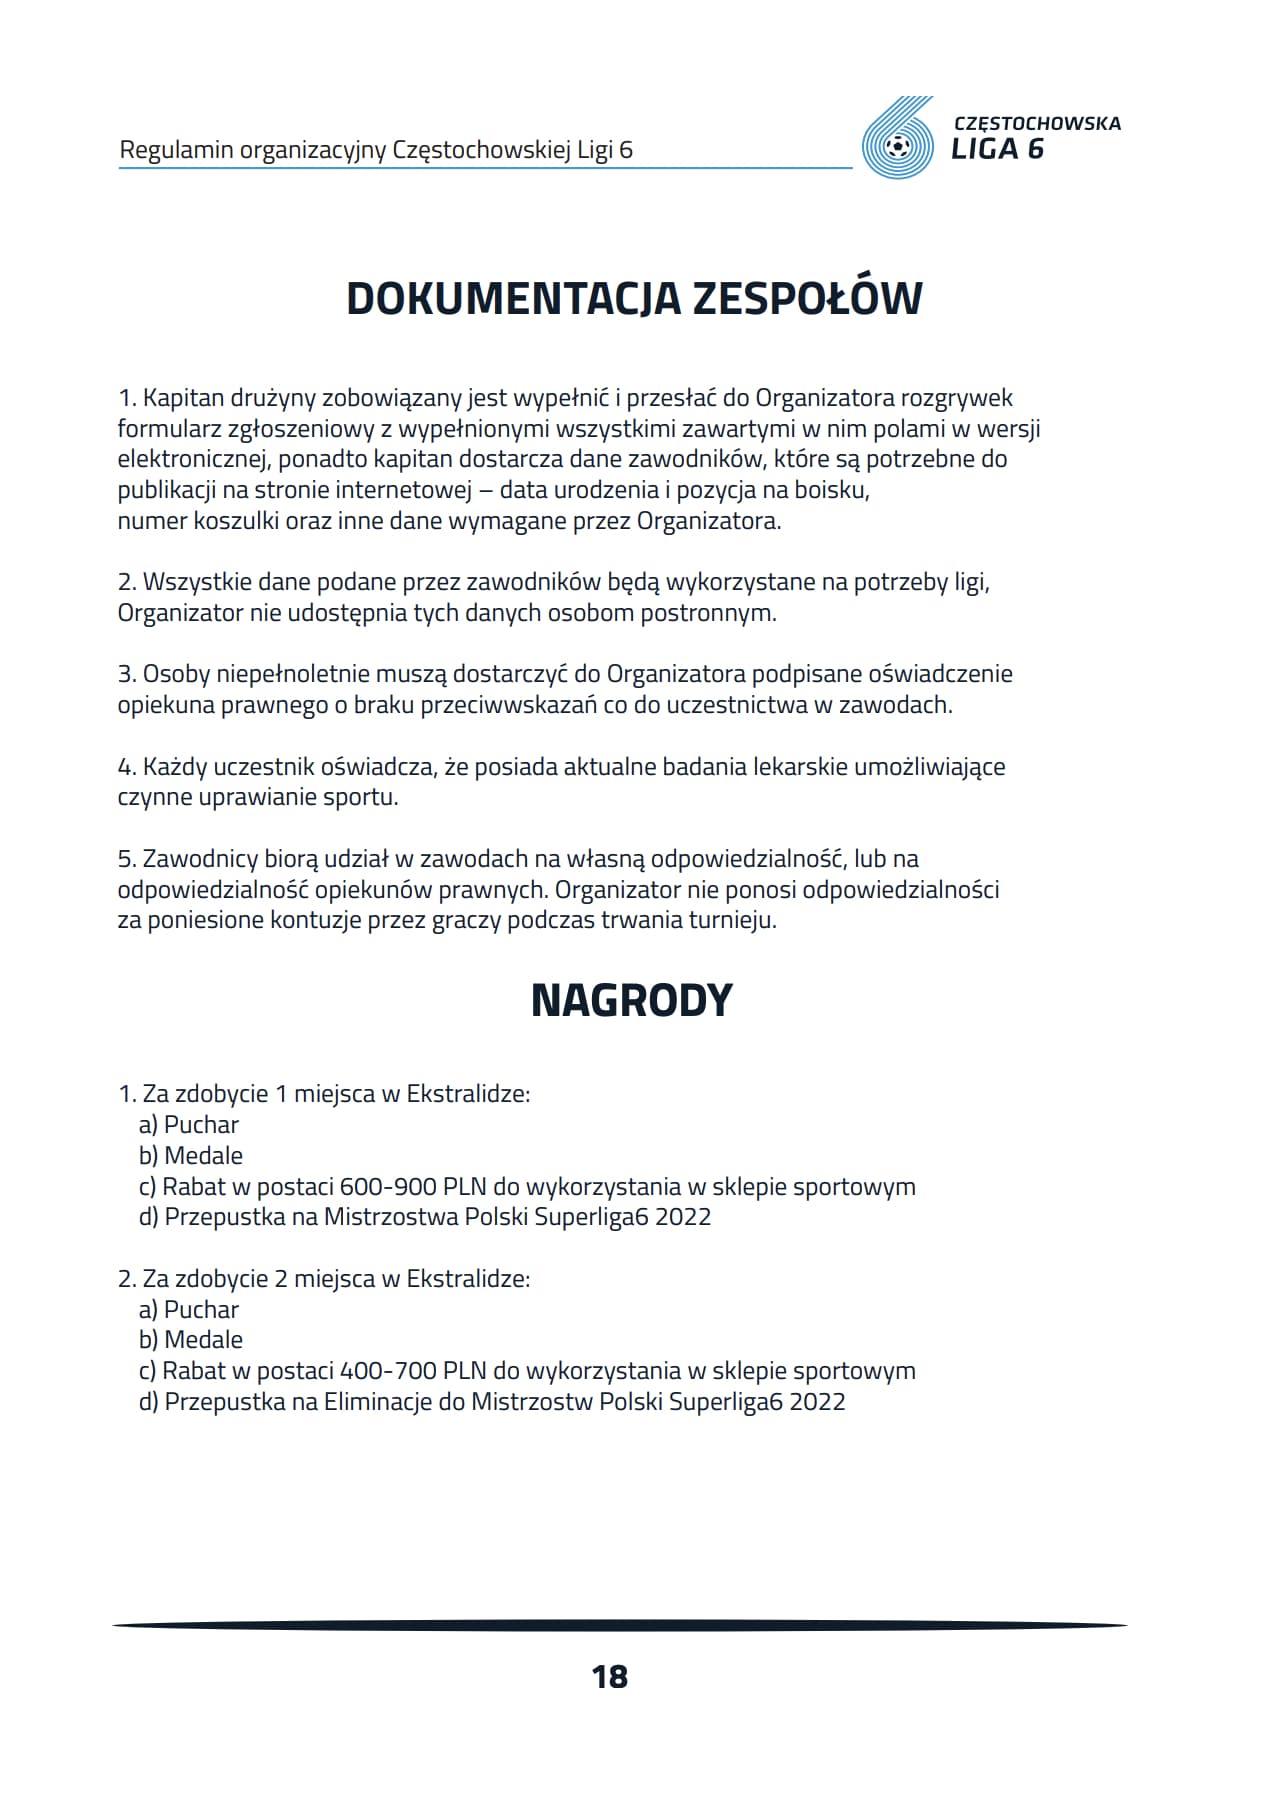 Regulamin organizacyjny Częstochowskiej Ligi 6
CZĘSTOCHOWSKA
LIGA 6
DOKUMENTACJA ZESPOŁÓW
1. Kapitan drużyny zobowiązany jest wypełnić i przesłać do Organizatora rozgrywek
formularz zgłoszeniowy z wypełnionymi wszystkimi zawartymi w nim polami w wersji
elektronicznej, ponadto kapitan dostarcza dane zawodników, które są potrzebne do
publikacji na stronie internetowej – data urodzenia i pozycja na boisku,
numer koszulki oraz inne dane wymagane przez Organizatora.
2. Wszystkie dane podane przez zawodników będą wykorzystane na potrzeby ligi,
Organizator nie udostępnia tych danych osobom postronnym.
3. Osoby niepełnoletnie muszą dostarczyć do Organizatora podpisane oświadczenie
opiekuna prawnego o braku przeciwwskazań co do uczestnictwa w zawodach.
4. Każdy uczestnik oświadcza, że posiada aktualne badania lekarskie umożliwiające
czynne uprawianie sportu.
5. Zawodnicy biorą udział w zawodach na własną odpowiedzialność, lub na
odpowiedzialność opiekunów prawnych. Organizator nie ponosi odpowiedzialności
za poniesione kontuzje przez graczy podczas trwania turnieju.
NAGRODY
1. Za zdobycie 1 miejsca w Ekstralidze:
a) Puchar
b) Medale
c) Rabat w postaci 600-900 PLN do wykorzystania w sklepie sportowym
d) Przepustka na Mistrzostwa Polski Superliga6 2022
2. Za zdobycie 2 miejsca w Ekstralidze:
a) Puchar
b) Medale
c) Rabat w postaci 400-700 PLN do wykorzystania w sklepie sportowym
d) Przepustka na Eliminacje do Mistrzostw Polski Superliga6 2022
18